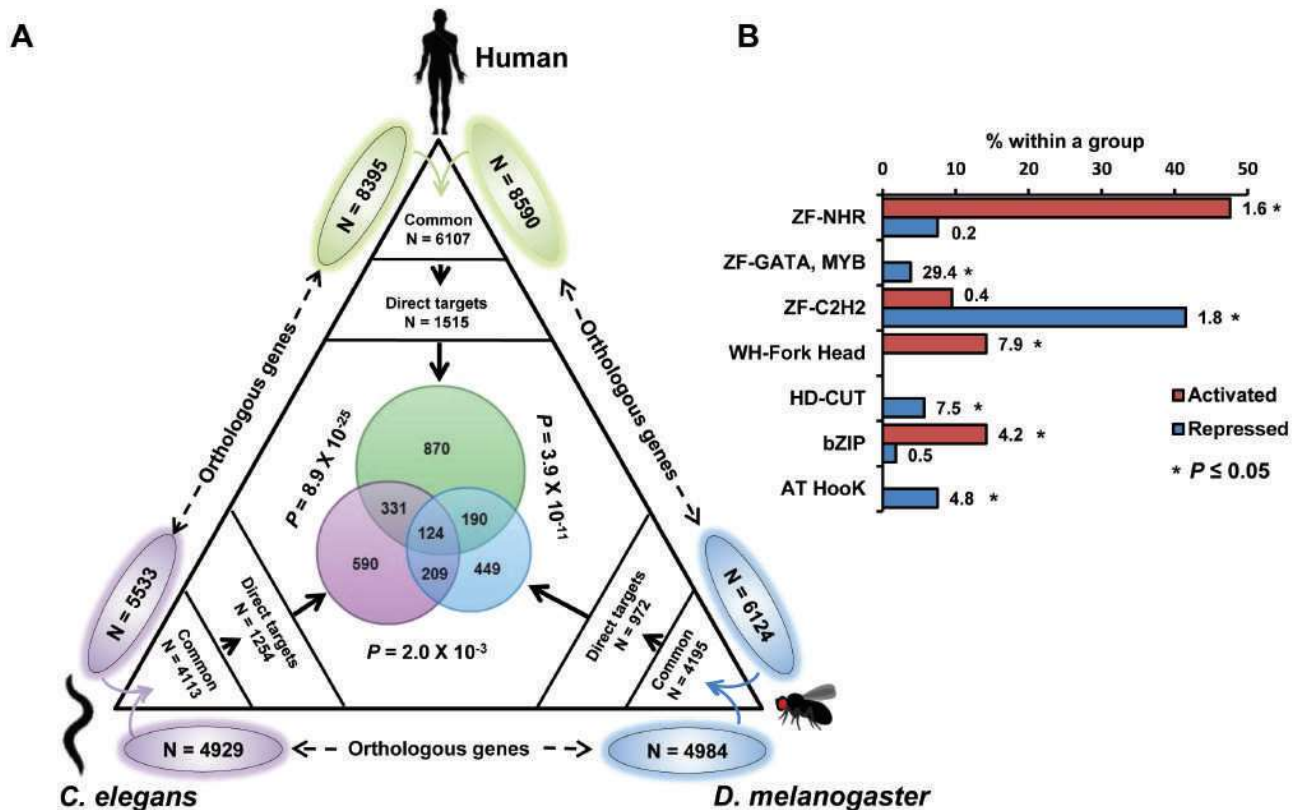 A
Human
N = 8395
N = 8590
Common
N = 6107
Direct targets
N = 1515
Orthologous genes
Orthologous genes
P = 8.9 X 10-25
P = 3.9 X 10-11
870
331
190
124
590
209
449
P = 2.0 X 10-3
N = 5533
Common
N = 4113
Direct targets
N = 1254
Direct targets
N = 972
Common
N = 4195
N = 6124
N = 4929
Orthologous genes
N = 4984
C. elegans
D. melanogaster
B
% within a group
0 10 20 30 40 50
ZF-NHR
1.6 *
0.2
ZF-GATA, MYB
29.4 *
ZF-C2H2
0.4
1.8 *
WH-Fork Head
7.9 *
HD-CUT
7.5 *
bZIP
4.2 *
0.5
AT HooK
4.8 *
Activated
Repressed
* P ≤ 0.05